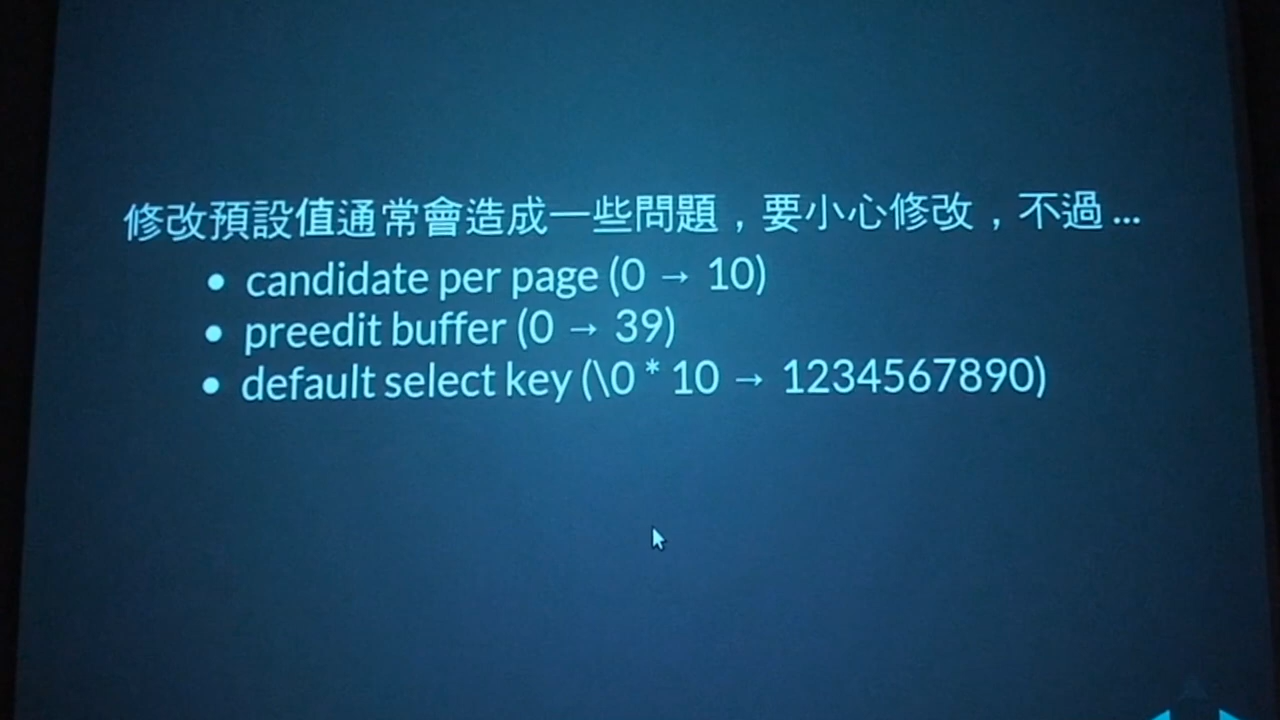 修改預設值通常會造成一些問題，要小心修改，不過...
• candidate per page (0 → 10)
• preedit buffer (0 → 39)
• default select key (\0 * 10 → 1234567890)